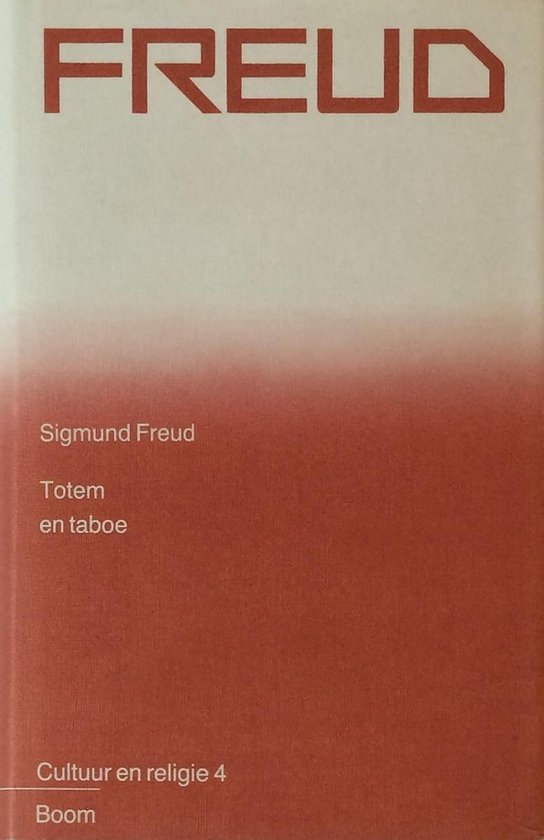 FREUD
Sigmund Freud
Totem
en taboe
Cultuur en religie 4
Boom